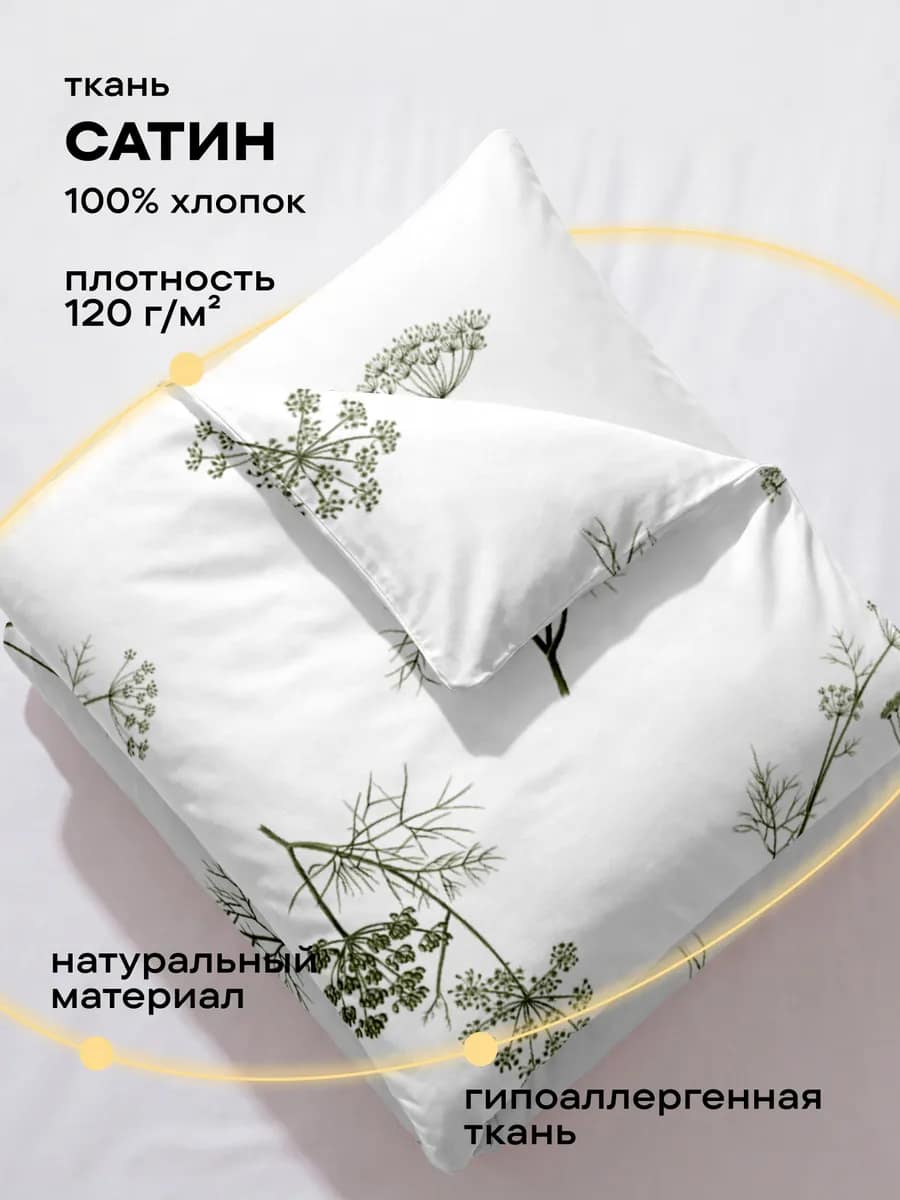 ткань
САТИН
100% хлопок
плотность
120 г/м²
натуральный
материал
гипоаллергенная
ткань